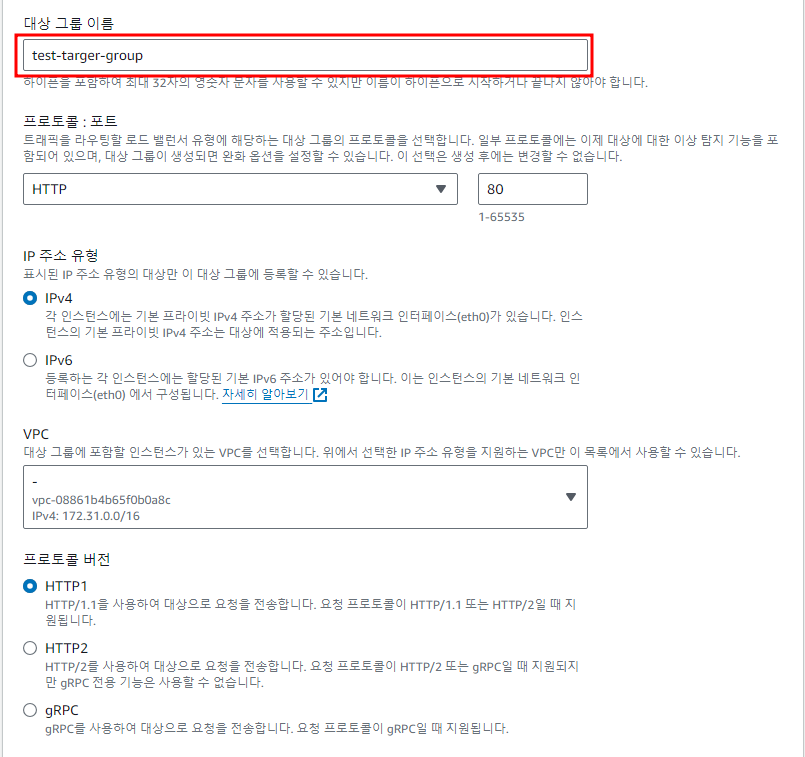 대상 그룹 이름
test-targer-group
하이픈을 포함하여 최대 32자의 영숫자 문자를 사용할 수 있지만 이름이 하이픈으로 시작하거나 끝나지 않아야 합니다.
프로토콜 : 포트
트래픽을 라우팅할 로드 밸런서 유형에 해당하는 대상 그룹의 프로토콜을 선택합니다. 일부 프로토콜에는 이제 대상에 대한 이상 탐지 기능을 포
함되어 있으며, 대상 그룹이 생성되면 완화 옵션을 설정할 수 있습니다. 이 선택은 생성 후에는 변경할 수 없습니다.
HTTP
80
1-65535
IP 주소 유형
표시된 IP 주소 유형의 대상만 이 대상 그룹에 등록할 수 있습니다.
IPv4
각 인스턴스에는 기본 프라이빗 IPv4 주소가 할당된 기본 네트워크 인터페이스(eth0)가 있습니다. 인스
턴스의 기본 프라이빗 IPv4 주소는 대상에 적용되는 주소입니다.
IPv6
등록하는 각 인스턴스에는 할당된 기본 IPv6 주소가 있어야 합니다. 이는 인스턴스의 기본 네트워크 인
터페이스(eth0) 에서 구성됩니다. 자세히 알아보기
VPC
대상 그룹에 포함할 인스턴스가 있는 VPC를 선택합니다. 위에서 선택한 IP 주소 유형을 지원하는 VPC만 이 목록에서 사용할 수 있습니다.
-
vpc-08861b4b65f0b0a8c
IPv4: 172.31.0.0/16
프로토콜 버전
HTTP1
HTTP/1.1을 사용하여 대상으로 요청을 전송합니다. 요청 프로토콜이 HTTP/1.1 또는 HTTP/2일 때 지
원됩니다.
HTTP2
HTTP/2를 사용하여 대상으로 요청을 전송합니다. 요청 프로토콜이 HTTP/2 또는 gRPC일 때 지원되지
만 gRPC 전용 기능은 사용할 수 없습니다.
gRPC
gRPC를 사용하여 대상으로 요청을 전송합니다. 요청 프로토콜이 gRPC일 때 지원됩니다.